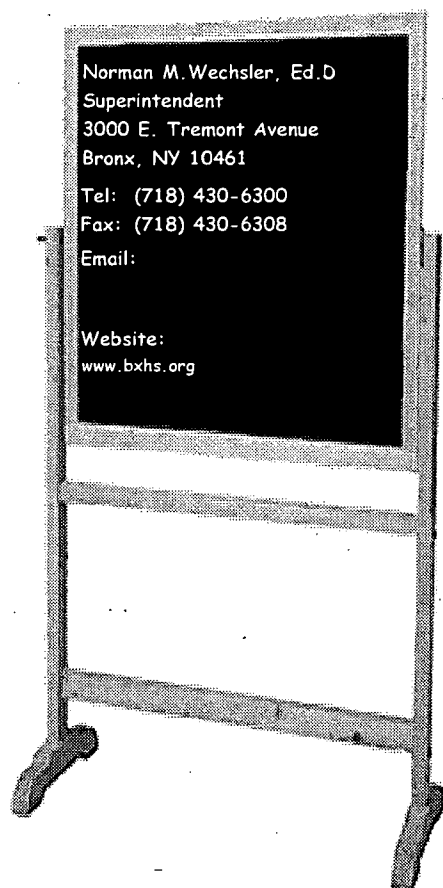 Norman M.Wechsler, Ed.D
Superintendent
3000 E. Tremont Avenue
Bronx, NY 10461
Tel: (718) 430-6300
Fax: (718) 430-6308
Email:
Website:
www.bxhs.org